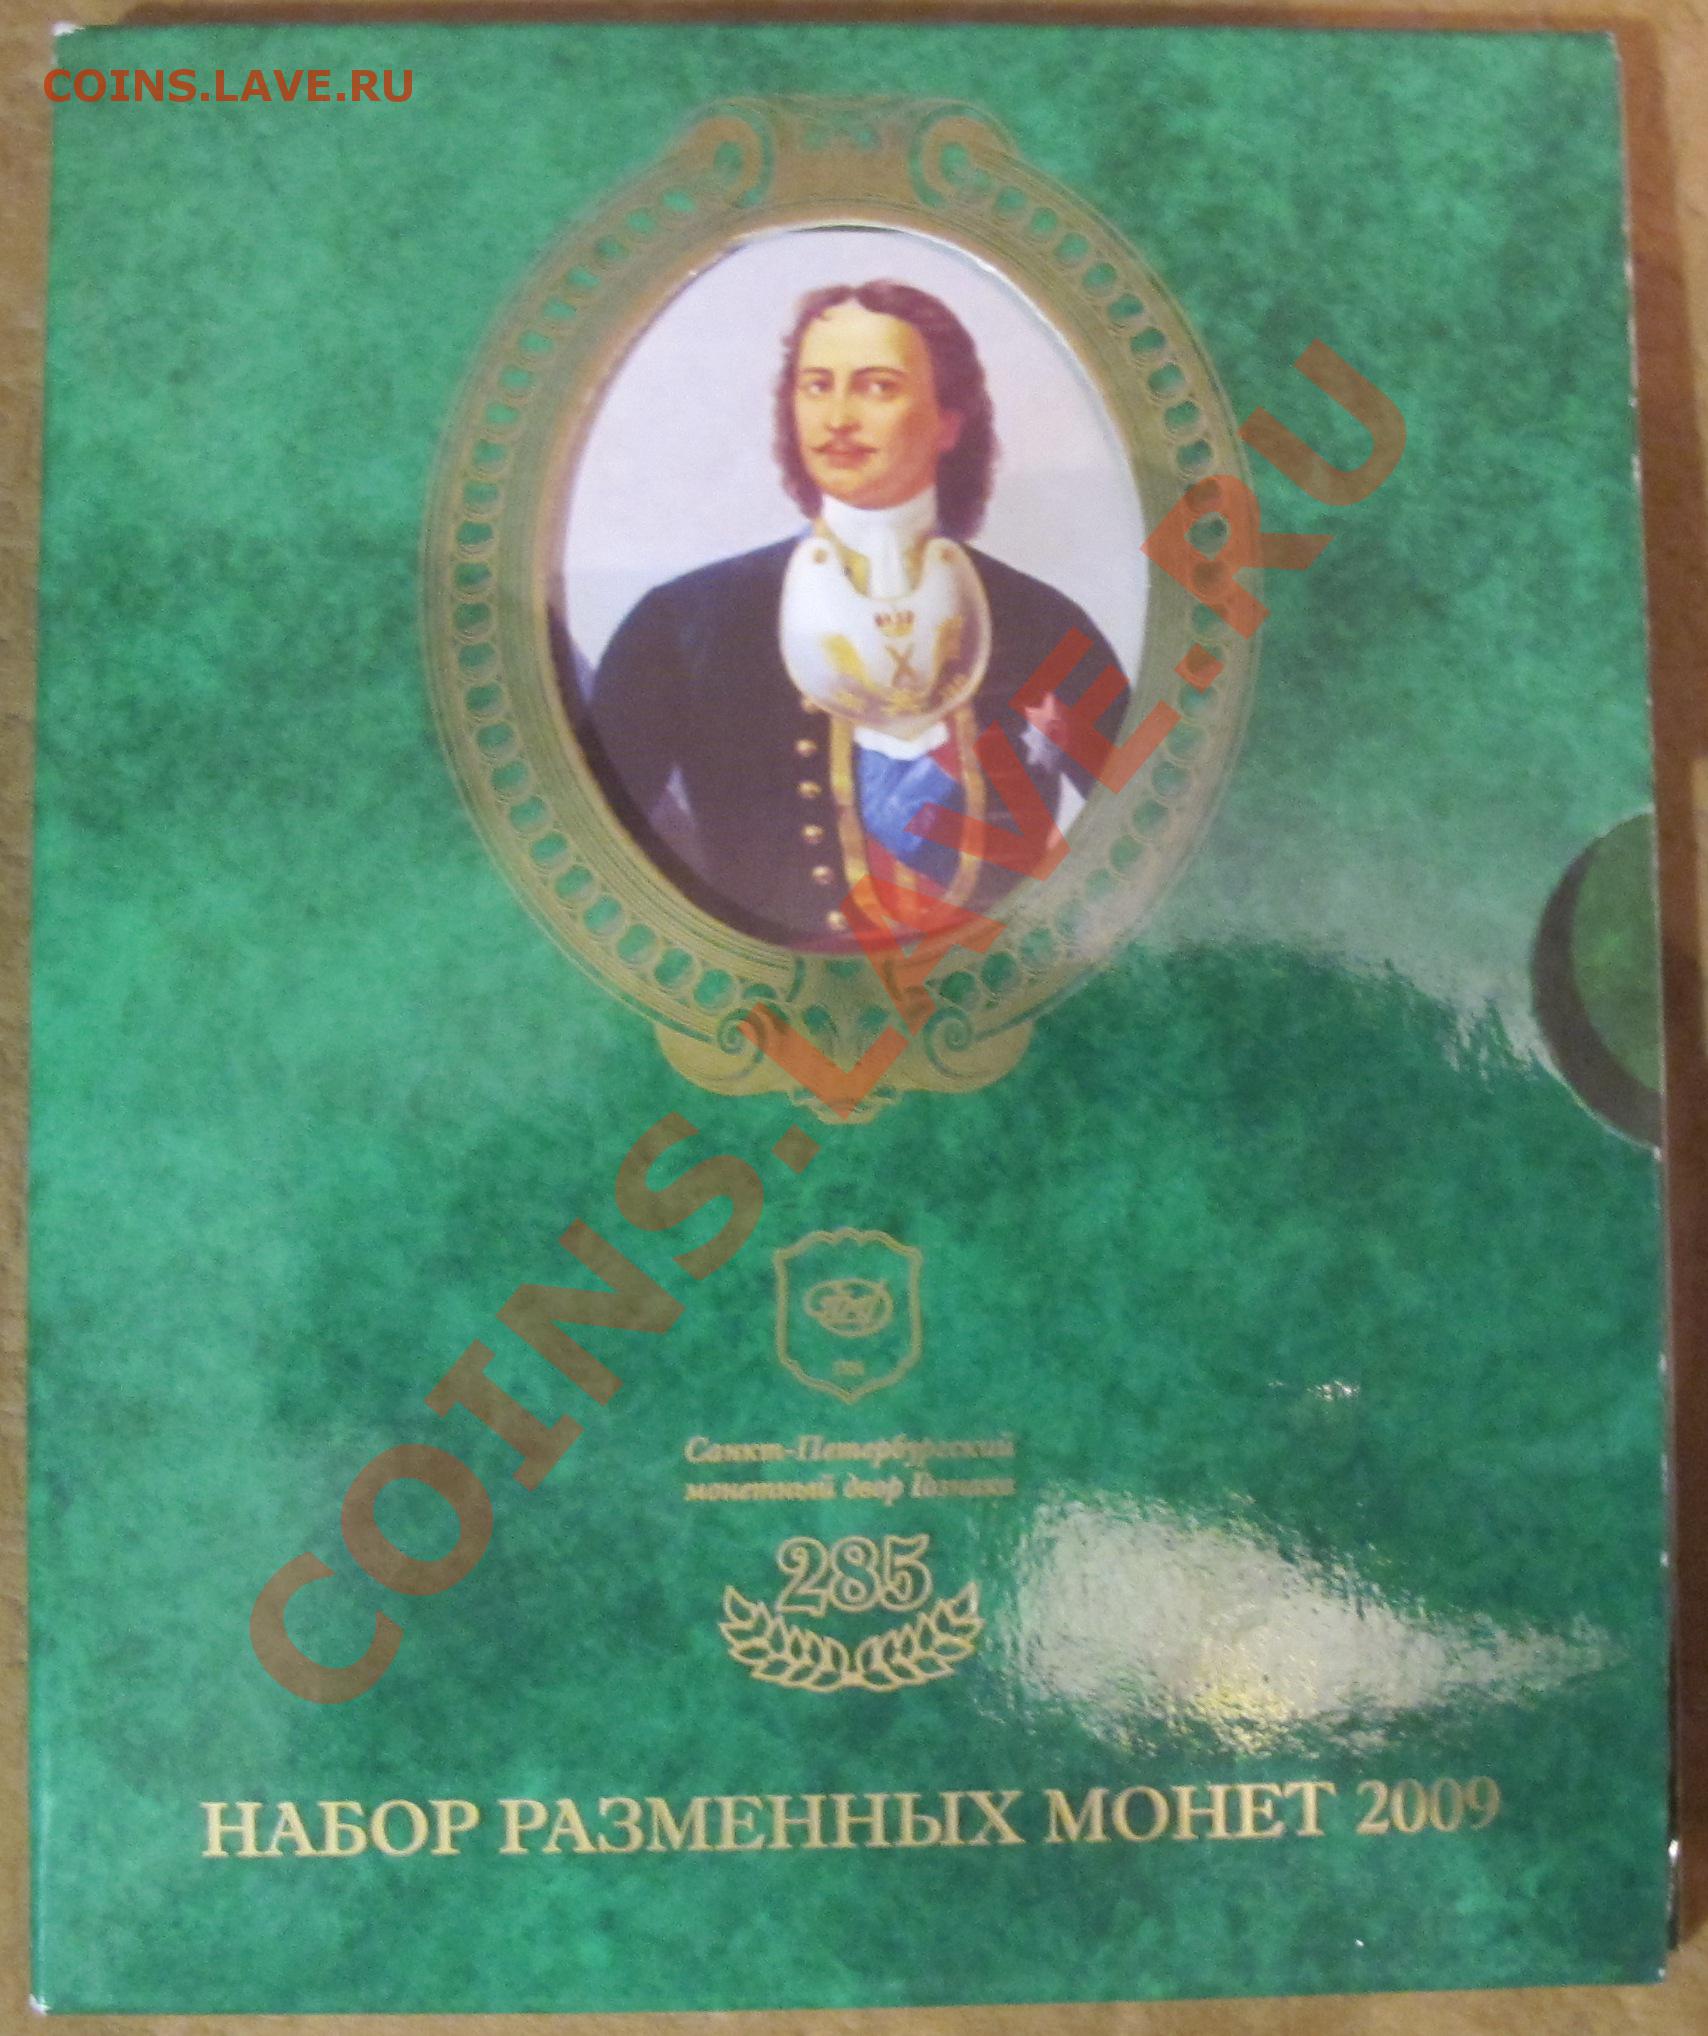 COINS.LAVE.RU
COINS.LAVE.RU
Санкт-Петербургский
монетный двор Гознака
285
НАБОР РАЗМЕННЫХ МОНЕТ 2009